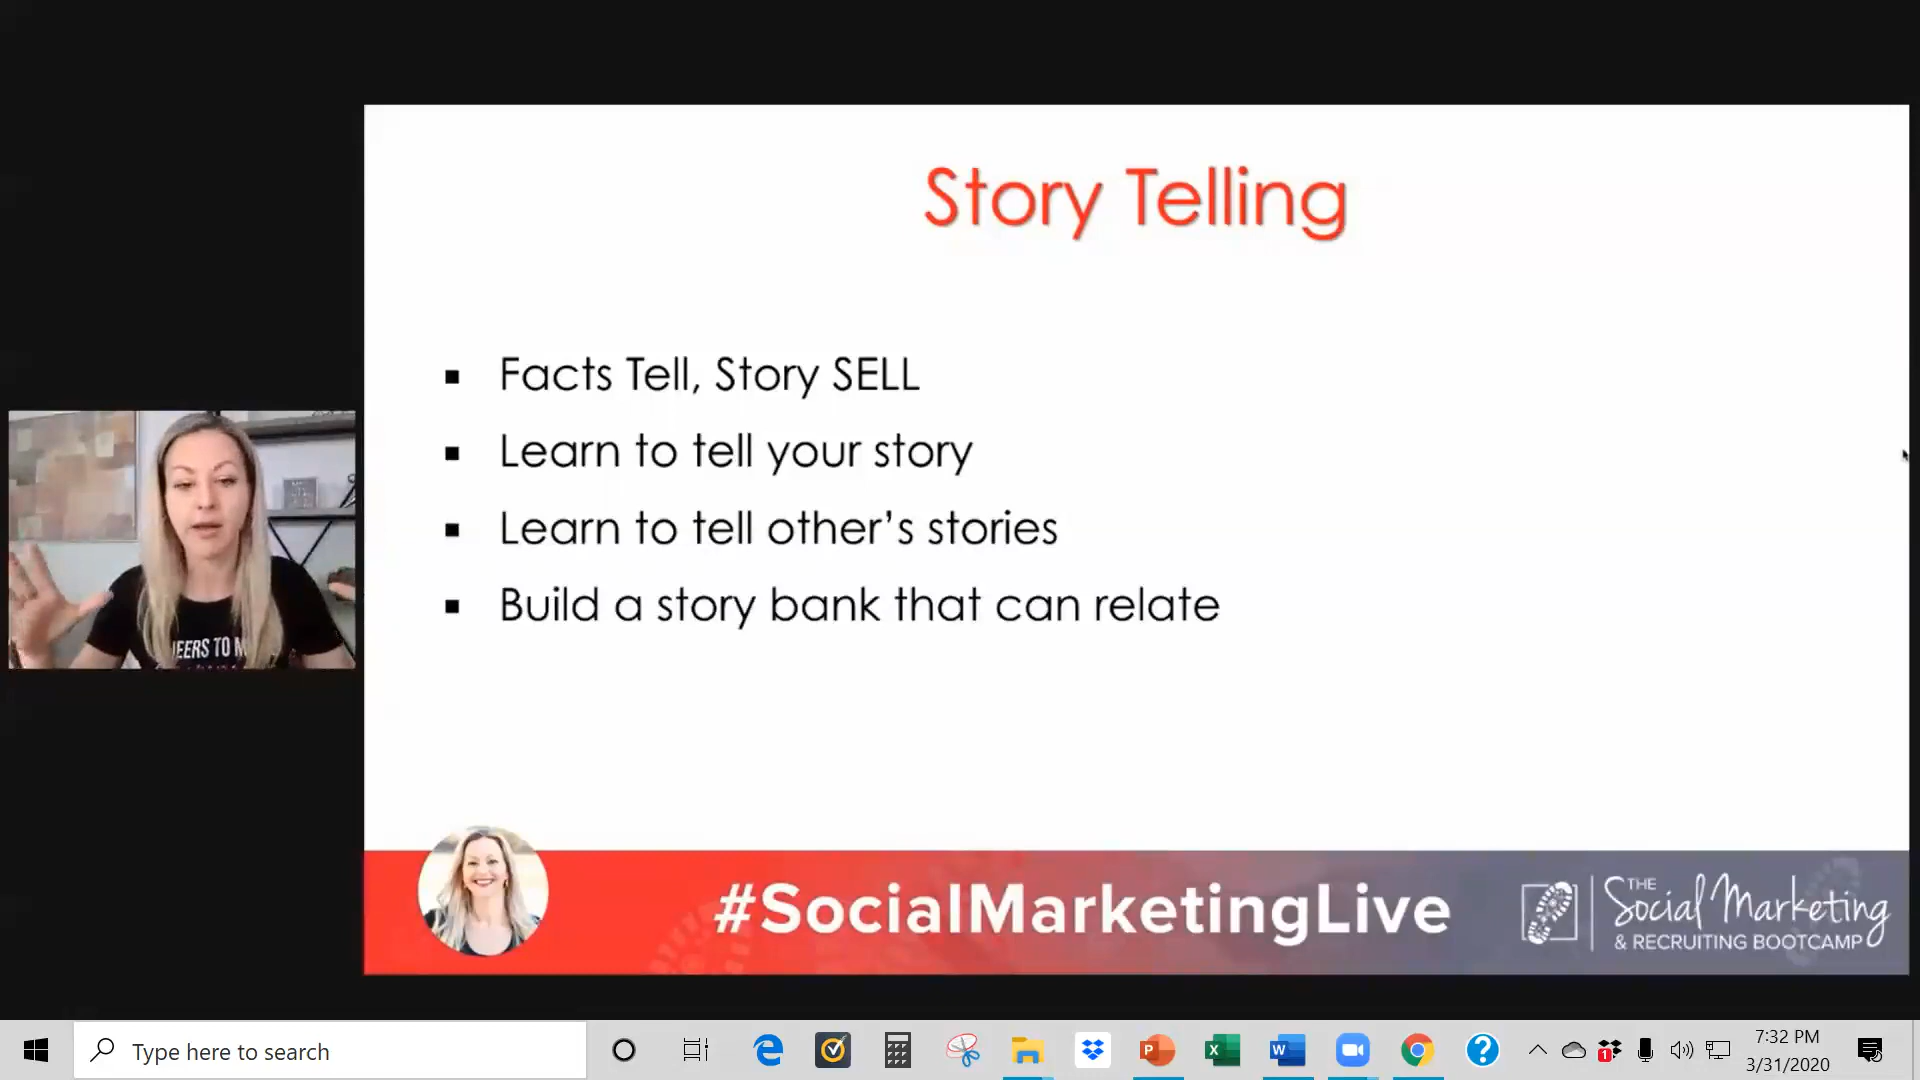 Story Telling
Facts Tell, Story SELL
Learn to tell your story
Learn to tell other's stories
Build a story bank that can relate
TO
#SocialMarketingLive
THE
Social Marketing
& RECRUITING BOOTCAMP
Type here to search
7:32 PM
3/31/2020
1